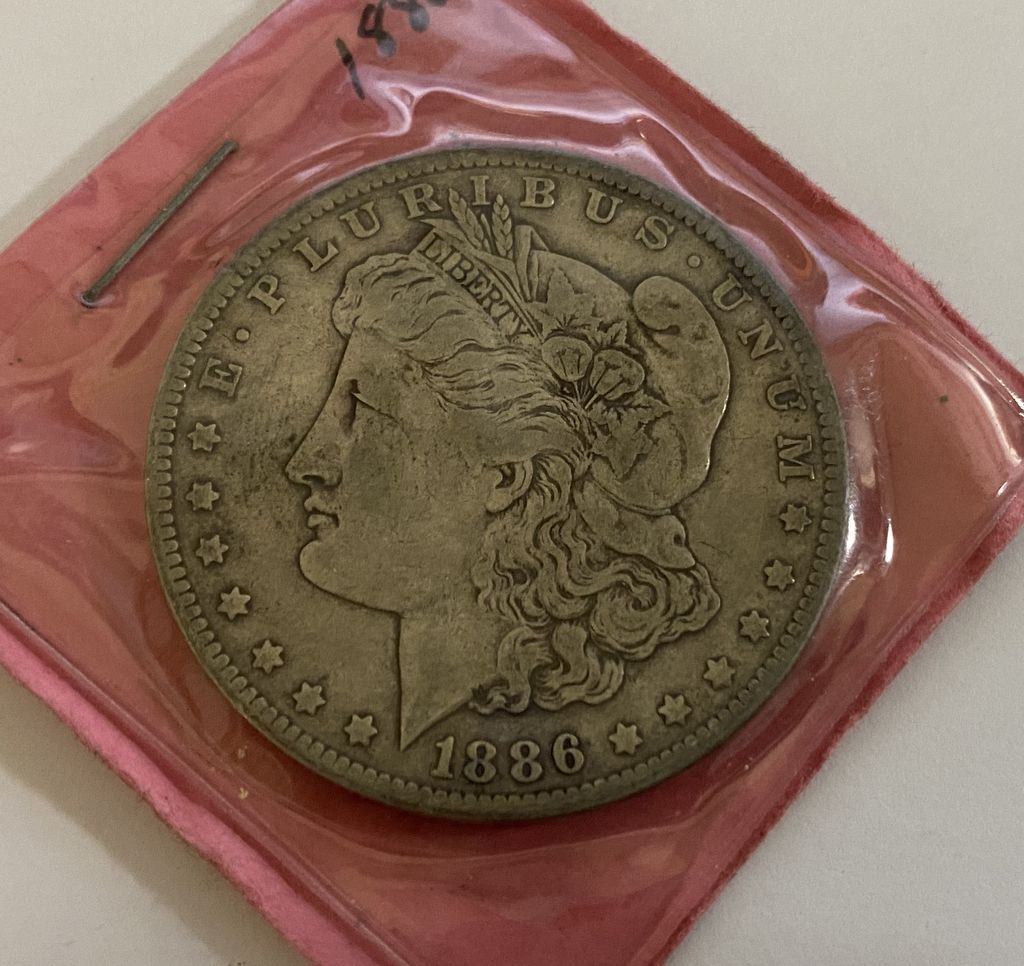 E · PLURIBUS · UNUM
LIBERTY
1886